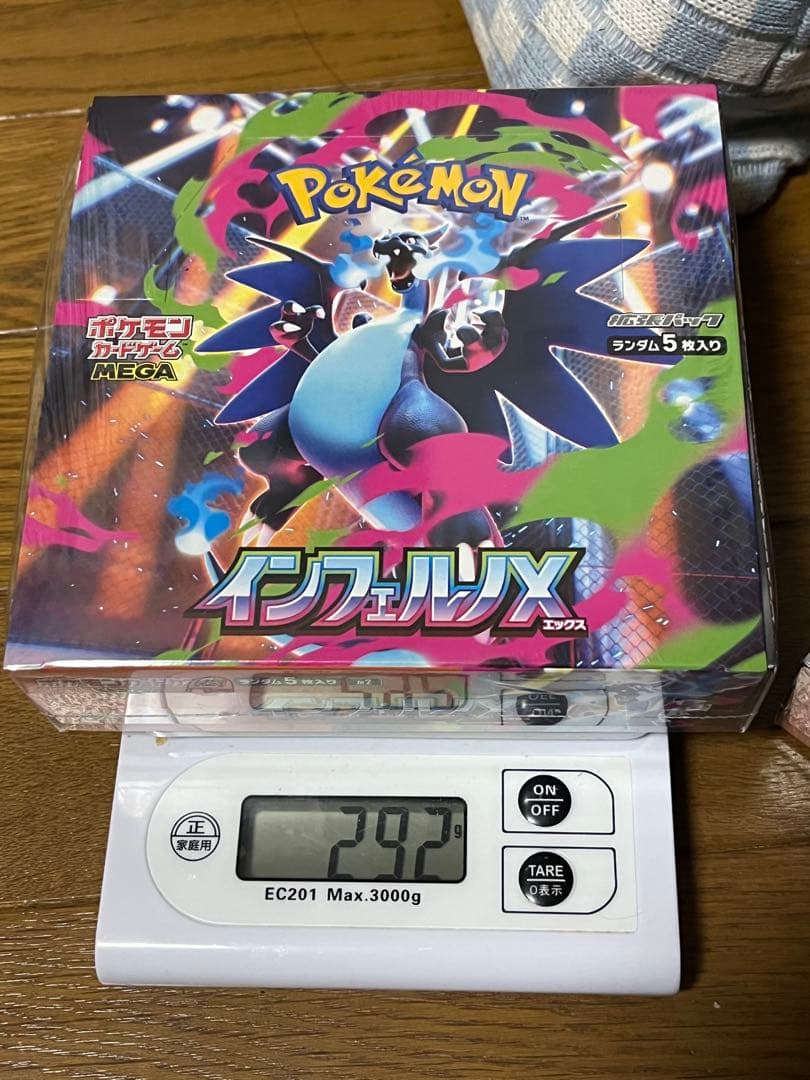 POKéMON
TM
ポケモン
カードゲーム
MEGA
拡張パック
ランダム5枚入り
インフェルノX
エックス
ランダム5枚入り m2
正
家庭用
292g
ON
OFF
TARE
0表示
EC201 Max.3000g